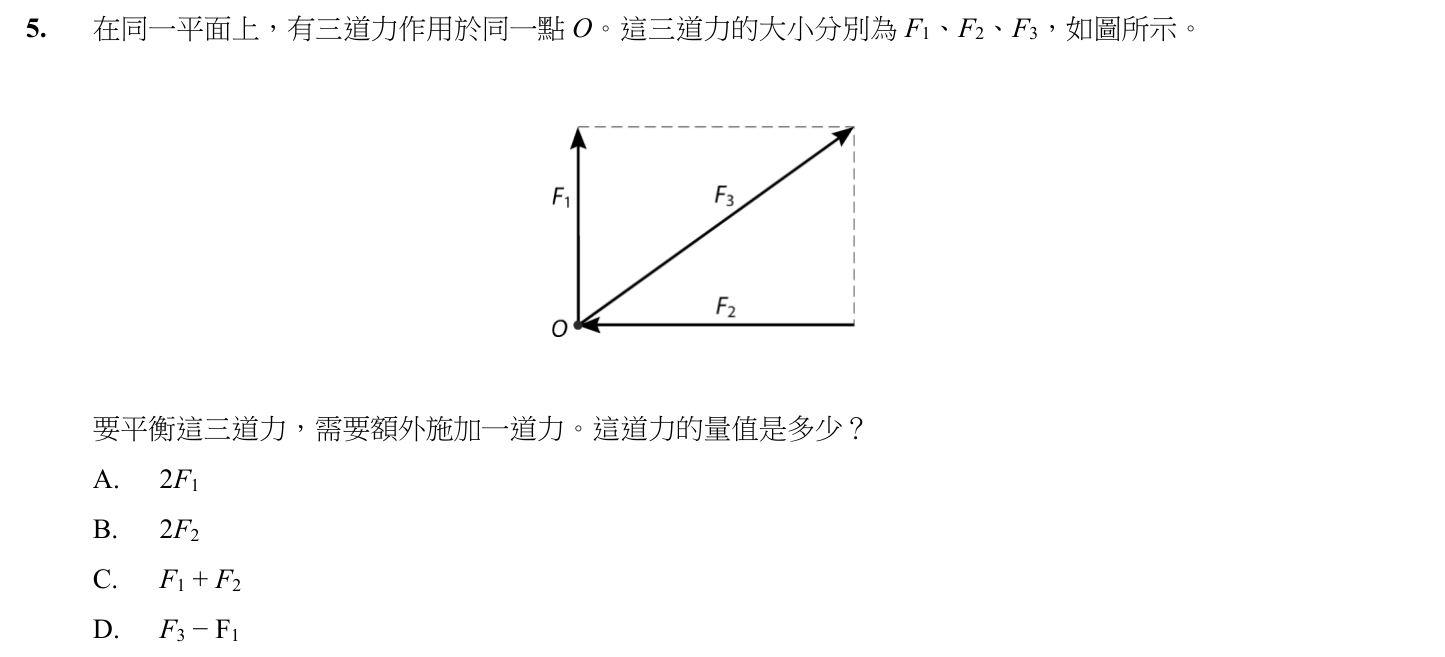 5. 在同一平面上，有三道力作用於同一點 O。這三道力的大小分別為 F₁、F₂、F₃，如圖所示。
F₁
F₃
F₂
O
要平衡這三道力，需要額外施加一道力。這道力的量值是多少？
A. 2F₁
B. 2F₂
C. F₁ + F₂
D. F₃ − F₁